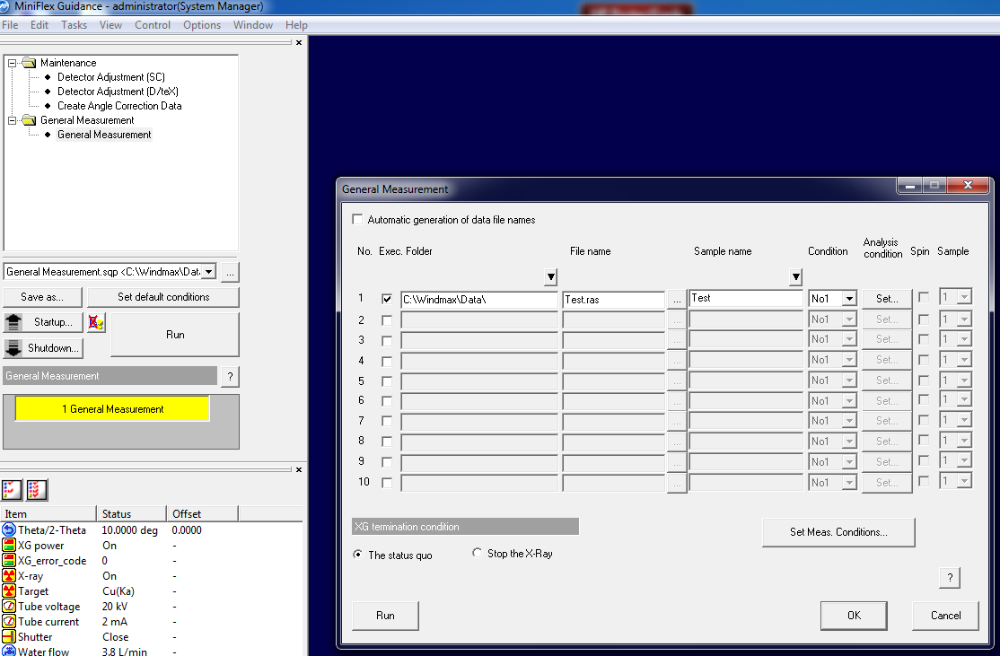 MiniFlex Guidance - administrator(System Manager)
File Edit Tasks View Control Options Window Help
Maintenance
Detector Adjustment (SC)
Detector Adjustment (D/teX)
Create Angle Correction Data
General Measurement
General Measurement
General Measurement.sqp <C:\Windmax\Dat ...
Save as... Set default conditions
Startup... Run
Shutdown...
General Measurement ?
1 General Measurement
Item Status Offset
Theta/2-Theta 10.0000 deg 0.0000
XG power On -
XG_error_code 0 -
X-ray On -
Target Cu(Ka) -
Tube voltage 20 kV -
Tube current 2 mA -
Shutter Close -
Water flow 3.8 L/min -
General Measurement
Automatic generation of data file names
No. Exec. Folder File name Sample name Condition Analysis condition Spin Sample
1 C:\Windmax\Data\ Test.ras ... Test No1 Set... 1
2 ... No1 Set... 1
3 ... No1 Set... 1
4 ... No1 Set... 1
5 ... No1 Set... 1
6 ... No1 Set... 1
7 ... No1 Set... 1
8 ... No1 Set... 1
9 ... No1 Set... 1
10 ... No1 Set... 1
XG termination condition
Set Meas. Conditions...
The status quo Stop the X-Ray
?
Run OK Cancel